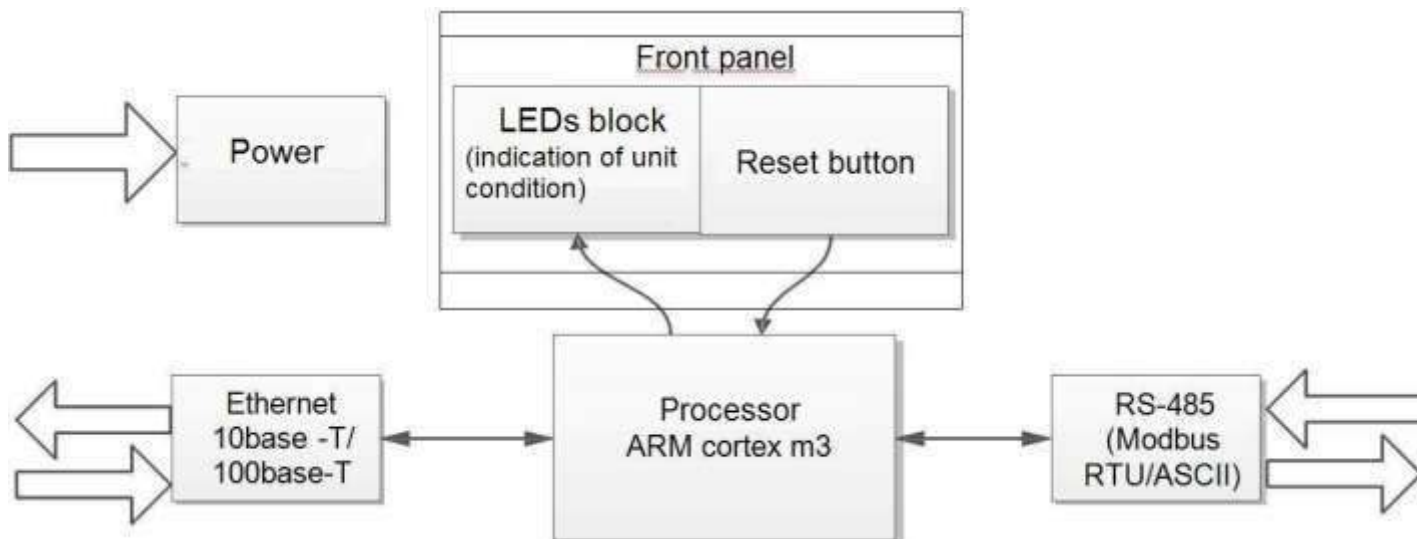 Front panel
Power
LEDs block
(indication of unit
condition)
Reset button
Ethernet
10base -T/
100base-T
Processor
ARM cortex m3
RS-485
(Modbus
RTU/ASCII)